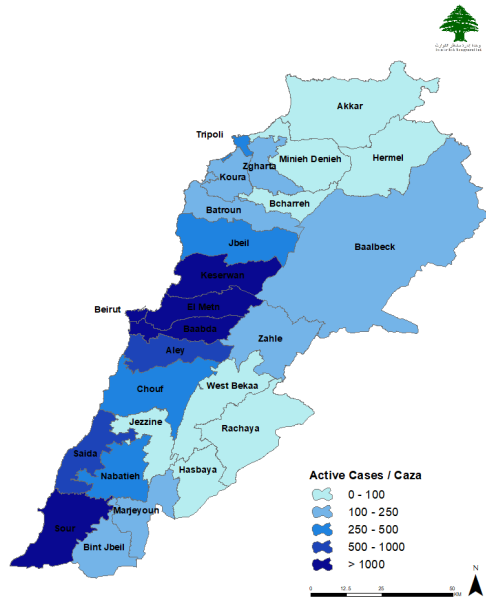 Akkar
Tripoli
Hermel
Minieh Denieh
Zgharta
Koura
Bcharreh
Batroun
Jbeil
Baalbeck
Keserwan
El Metn
Beirut
Baabda
Zahle
Aley
West Bekaa
Chouf
Jezzine
Rachaya
Saida
Hasbaya
Nabatieh
Marjeyoun
Sour
Bint Jbeil
Active Cases / Caza
0 - 100
100 - 250
250 - 500
500 - 1000
> 1000
N
0 12.5 25 50
KM